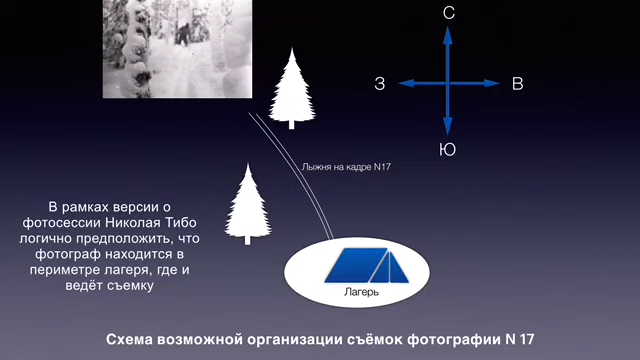 С
З
В
Ю
Лыжня на кадре N17
В рамках версии о
фотосессии Николая Тибо
логично предположить, что
фотограф находится в
периметре лагеря, где и
ведёт съемку
Лагерь
Схема возможной организации съёмок фотографии N 17